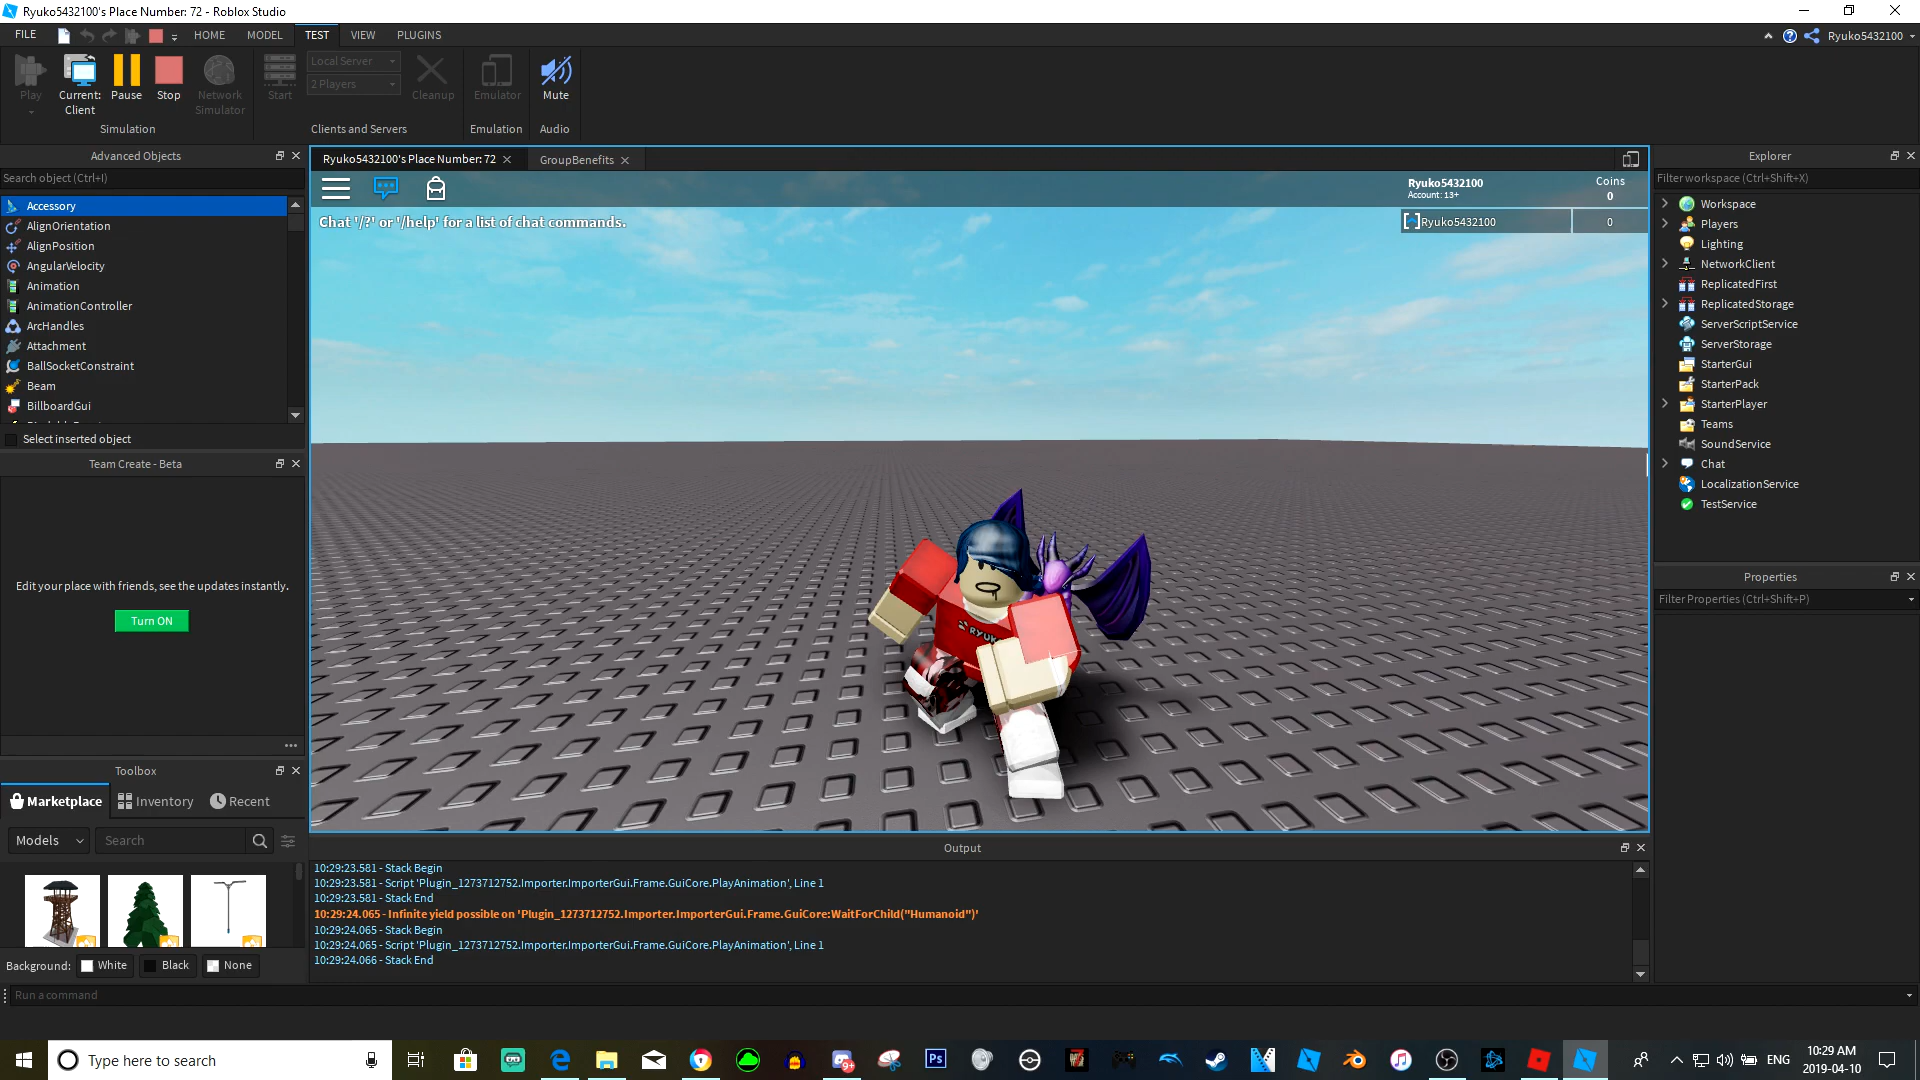 Ryuko5432100's Place Number: 72 - Roblox Studio
FILE
HOME
MODEL
TEST
VIEW
PLUGINS
Ryuko5432100
Play
Current:
Client
Pause
Stop
Network
Simulator
Simulation
Start
Local Server
2 Players
Cleanup
Clients and Servers
Emulator
Emulation
Mute
Audio
Advanced Objects
Search object (Ctrl+I)
Accessory
AlignOrientation
AlignPosition
AngularVelocity
Animation
AnimationController
ArcHandles
Attachment
BallSocketConstraint
Beam
BillboardGui
Select inserted object
Team Create - Beta
Edit your place with friends, see the updates instantly.
Turn ON
Toolbox
Marketplace
Inventory
Recent
Models
Search
Background:
White
Black
None
Run a command
Ryuko5432100's Place Number: 72
GroupBenefits
Ryuko5432100
Account: 13+
Coins
0
Chat '/?' or '/help' for a list of chat commands.
Ryuko5432100
0
Output
10:29:23.581 - Stack Begin
10:29:23.581 - Script 'Plugin_1273712752.Importer.ImporterGui.Frame.GuiCore.PlayAnimation', Line 1
10:29:23.581 - Stack End
10:29:24.065 - Infinite yield possible on 'Plugin_1273712752.Importer.ImporterGui.Frame.GuiCore:WaitForChild("Humanoid")'
10:29:24.065 - Stack Begin
10:29:24.065 - Script 'Plugin_1273712752.Importer.ImporterGui.Frame.GuiCore.PlayAnimation', Line 1
10:29:24.066 - Stack End
Explorer
Filter workspace (Ctrl+Shift+X)
Workspace
Players
Lighting
NetworkClient
ReplicatedFirst
ReplicatedStorage
ServerScriptService
ServerStorage
StarterGui
StarterPack
StarterPlayer
Teams
SoundService
Chat
LocalizationService
TestService
Properties
Filter Properties (Ctrl+Shift+P)
Type here to search
Ps
9+
ENG
10:29 AM
2019-04-10